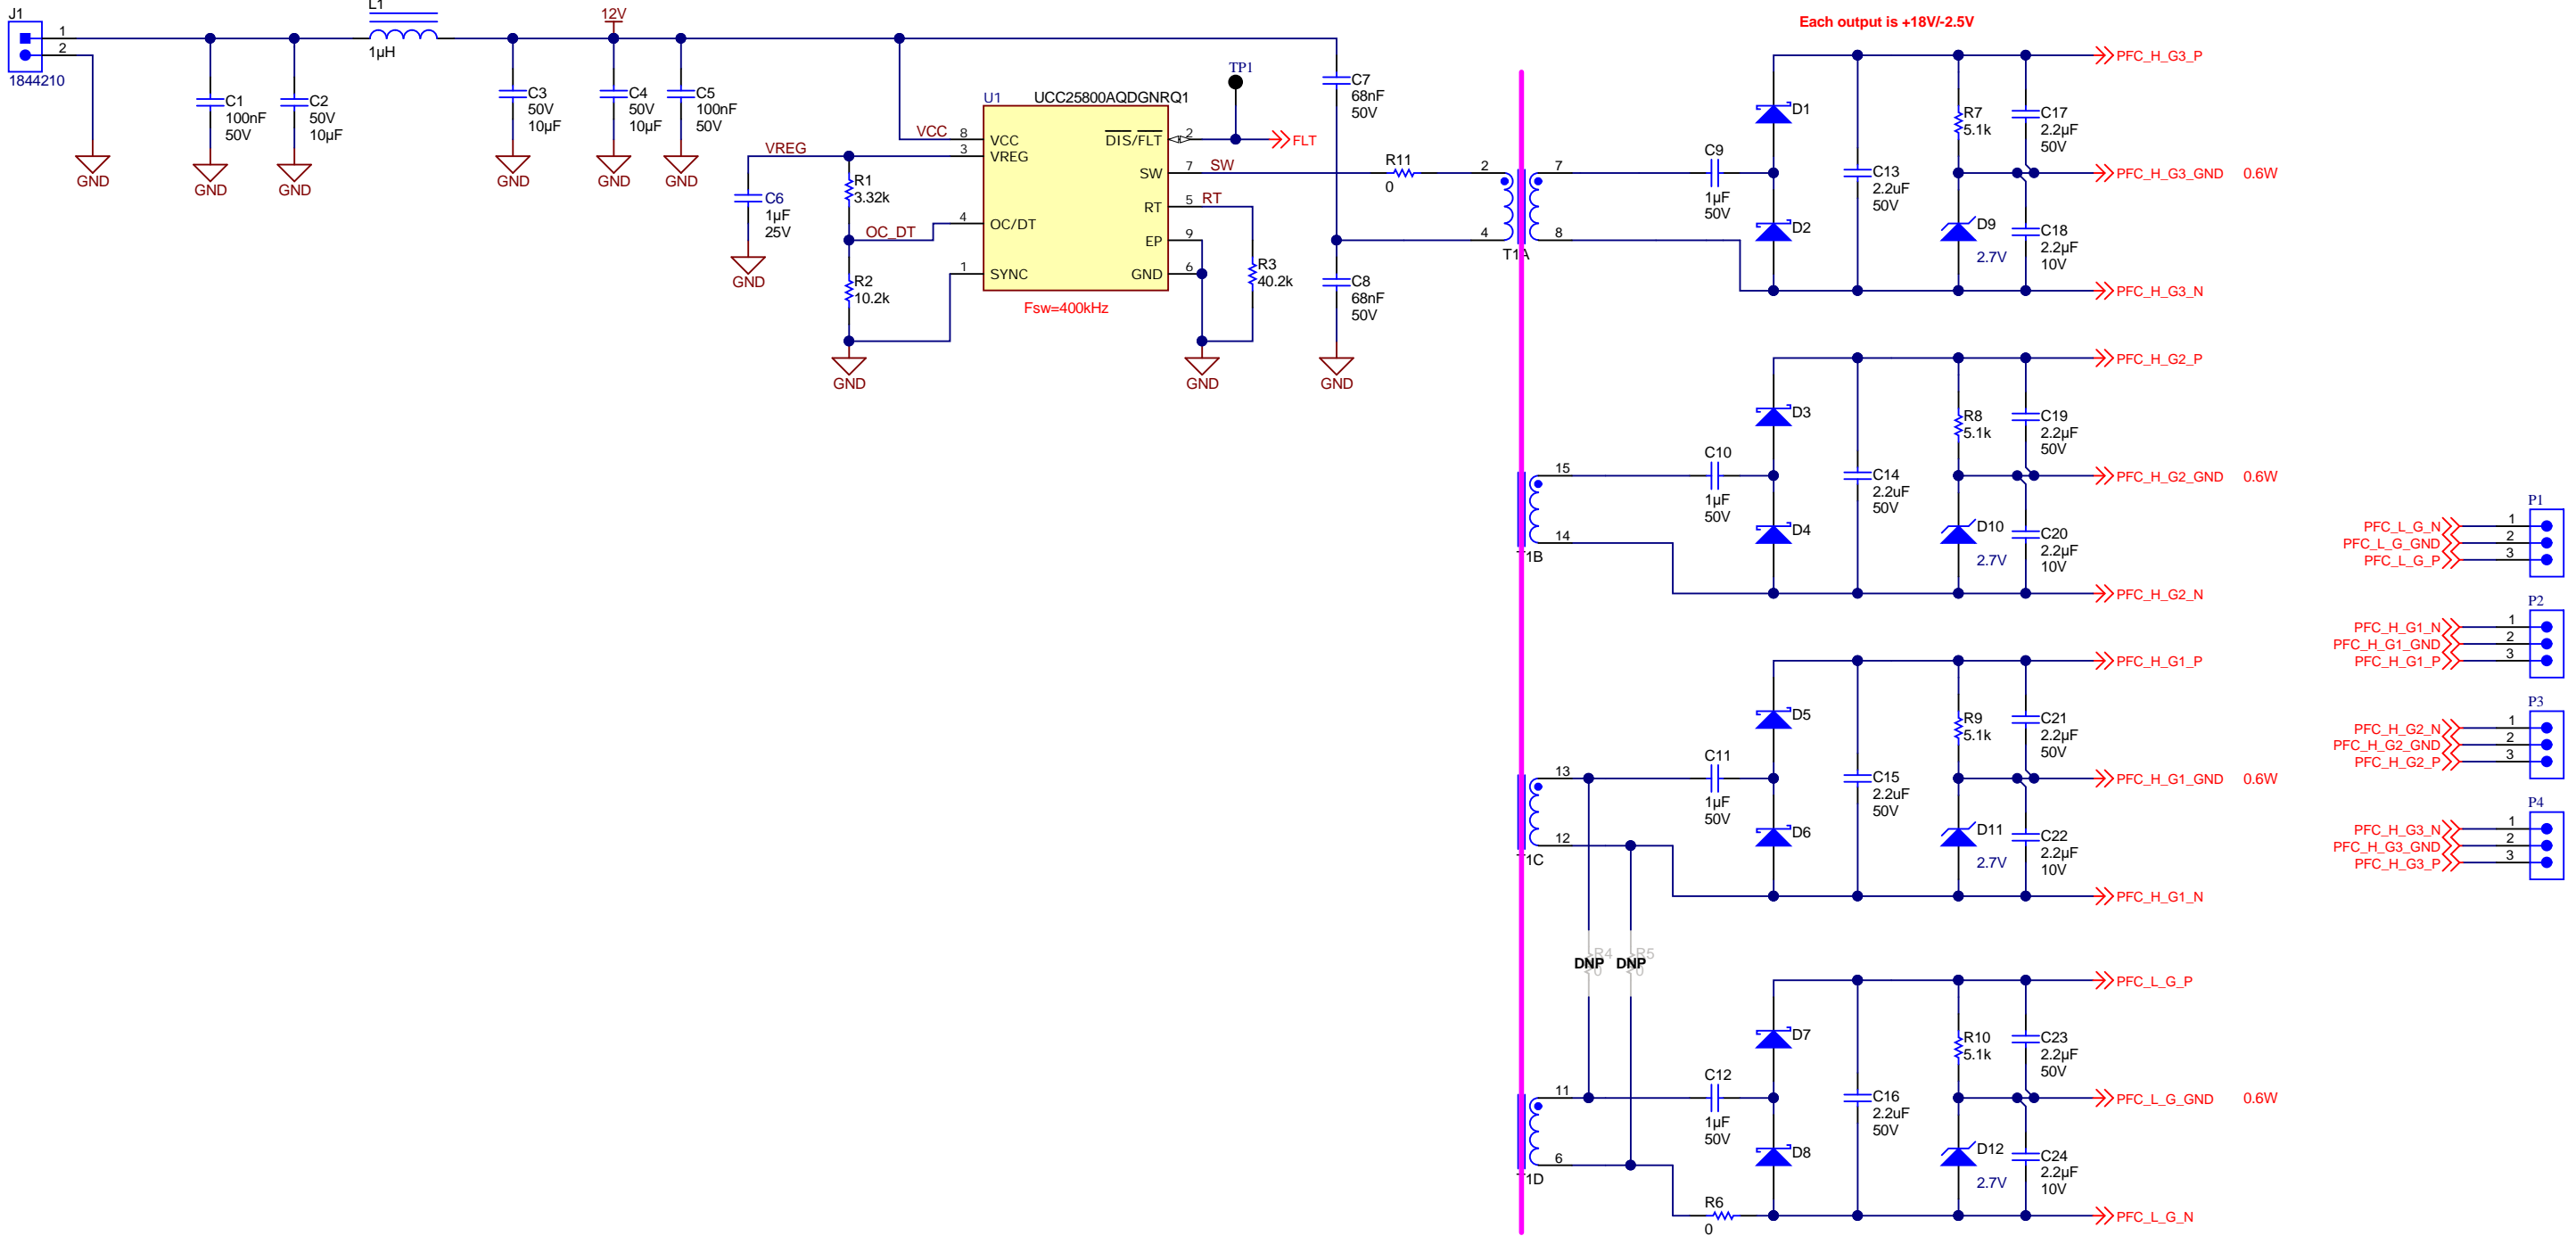 J1
1
2
1844210
L1
1µH
12V
C1
100nF
50V
C2
50V
10µF
C3
50V
10µF
C4
50V
10µF
C5
100nF
50V
GND
GND
GND
GND
GND
GND
U1
UCC25800AQDGNRQ1
TP1
VCC
8
VCC
DIS/FLT
2
FLT
VREG
3
VREG
SW
7
SW
RT
5
RT
4
OC/DT
OC_DT
EP
9
1
SYNC
GND
6
Fsw=400kHz
C6
1µF
25V
GND
R1
3.32k
R2
10.2k
GND
R3
40.2k
GND
C7
68nF
50V
C8
68nF
50V
GND
R11
0
2
4
7
8
T1A
Each output is +18V/-2.5V
C9
1µF
50V
D1
D2
C13
2.2uF
50V
R7
5.1k
D9
2.7V
C17
2.2µF
50V
C18
2.2µF
10V
PFC_H_G3_P
PFC_H_G3_GND
0.6W
PFC_H_G3_N
15
14
T1B
C10
1µF
50V
D3
D4
C14
2.2uF
50V
R8
5.1k
D10
2.7V
C19
2.2µF
50V
C20
2.2µF
10V
PFC_H_G2_P
PFC_H_G2_GND
0.6W
PFC_H_G2_N
13
12
T1C
C11
1µF
50V
D5
D6
C15
2.2uF
50V
R9
5.1k
D11
2.7V
C21
2.2µF
50V
C22
2.2µF
10V
PFC_H_G1_P
PFC_H_G1_GND
0.6W
PFC_H_G1_N
R4
0
DNP
R5
0
DNP
11
6
T1D
C12
1µF
50V
R6
0
D7
D8
C16
2.2uF
50V
R10
5.1k
D12
2.7V
C23
2.2µF
50V
C24
2.2µF
10V
PFC_L_G_P
PFC_L_G_GND
0.6W
PFC_L_G_N
P1
PFC_L_G_N
1
PFC_L_G_GND
2
PFC_L_G_P
3
P2
PFC_H_G1_N
1
PFC_H_G1_GND
2
PFC_H_G1_P
3
P3
PFC_H_G2_N
1
PFC_H_G2_GND
2
PFC_H_G2_P
3
P4
PFC_H_G3_N
1
PFC_H_G3_GND
2
PFC_H_G3_P
3